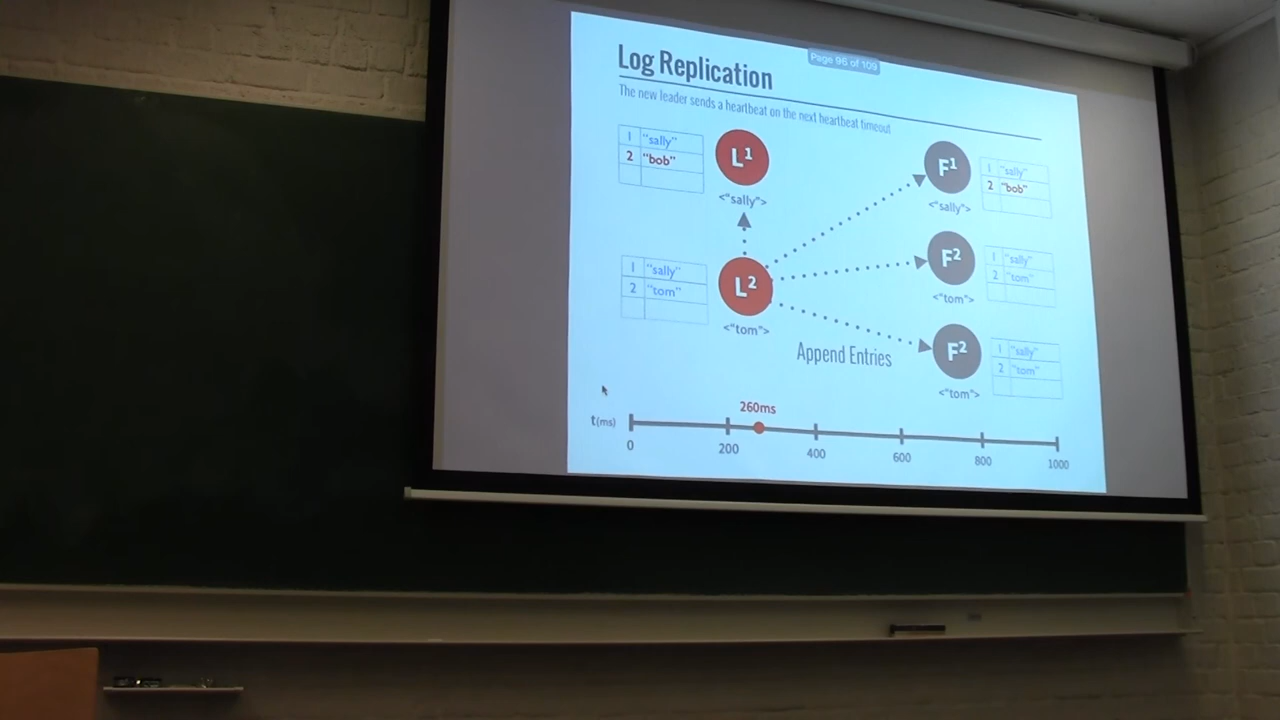 Page 96 of 109
Log Replication
The new leader sends a heartbeat on the next heartbeat timeout
1 "sally"
2 "bob"
L1
<"sally">
F1
<"sally">
1 "sally"
2 "bob"
1 "sally"
2 "tom"
L2
<"tom">
F2
<"tom">
1 "sally"
2 "tom"
Append Entries
F2
<"tom">
1 "sally"
2 "tom"
260ms
t(ms)
0 200 400 600 800 1000